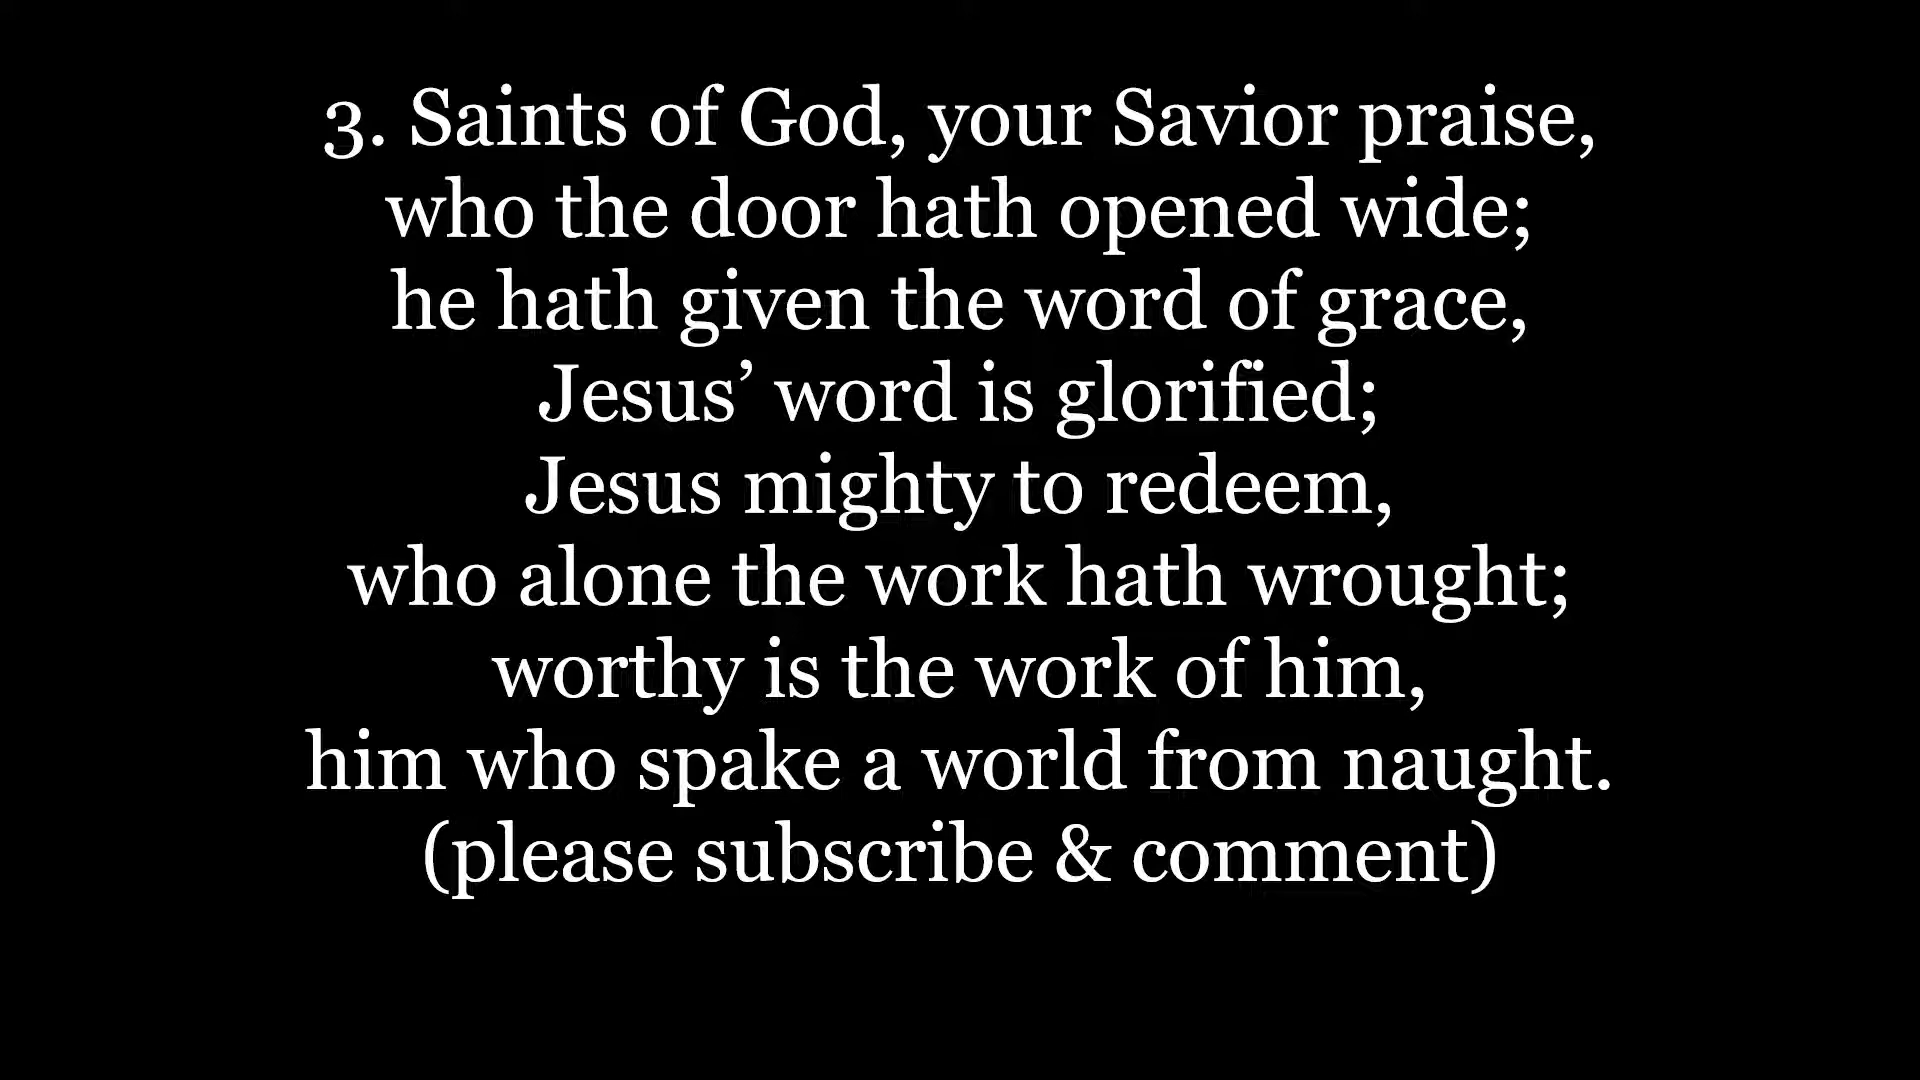 3. Saints of God, your Savior praise,
who the door hath opened wide;
he hath given the word of grace,
Jesus’ word is glorified;
Jesus mighty to redeem,
who alone the work hath wrought;
worthy is the work of him,
him who spake a world from naught.
(please subscribe & comment)